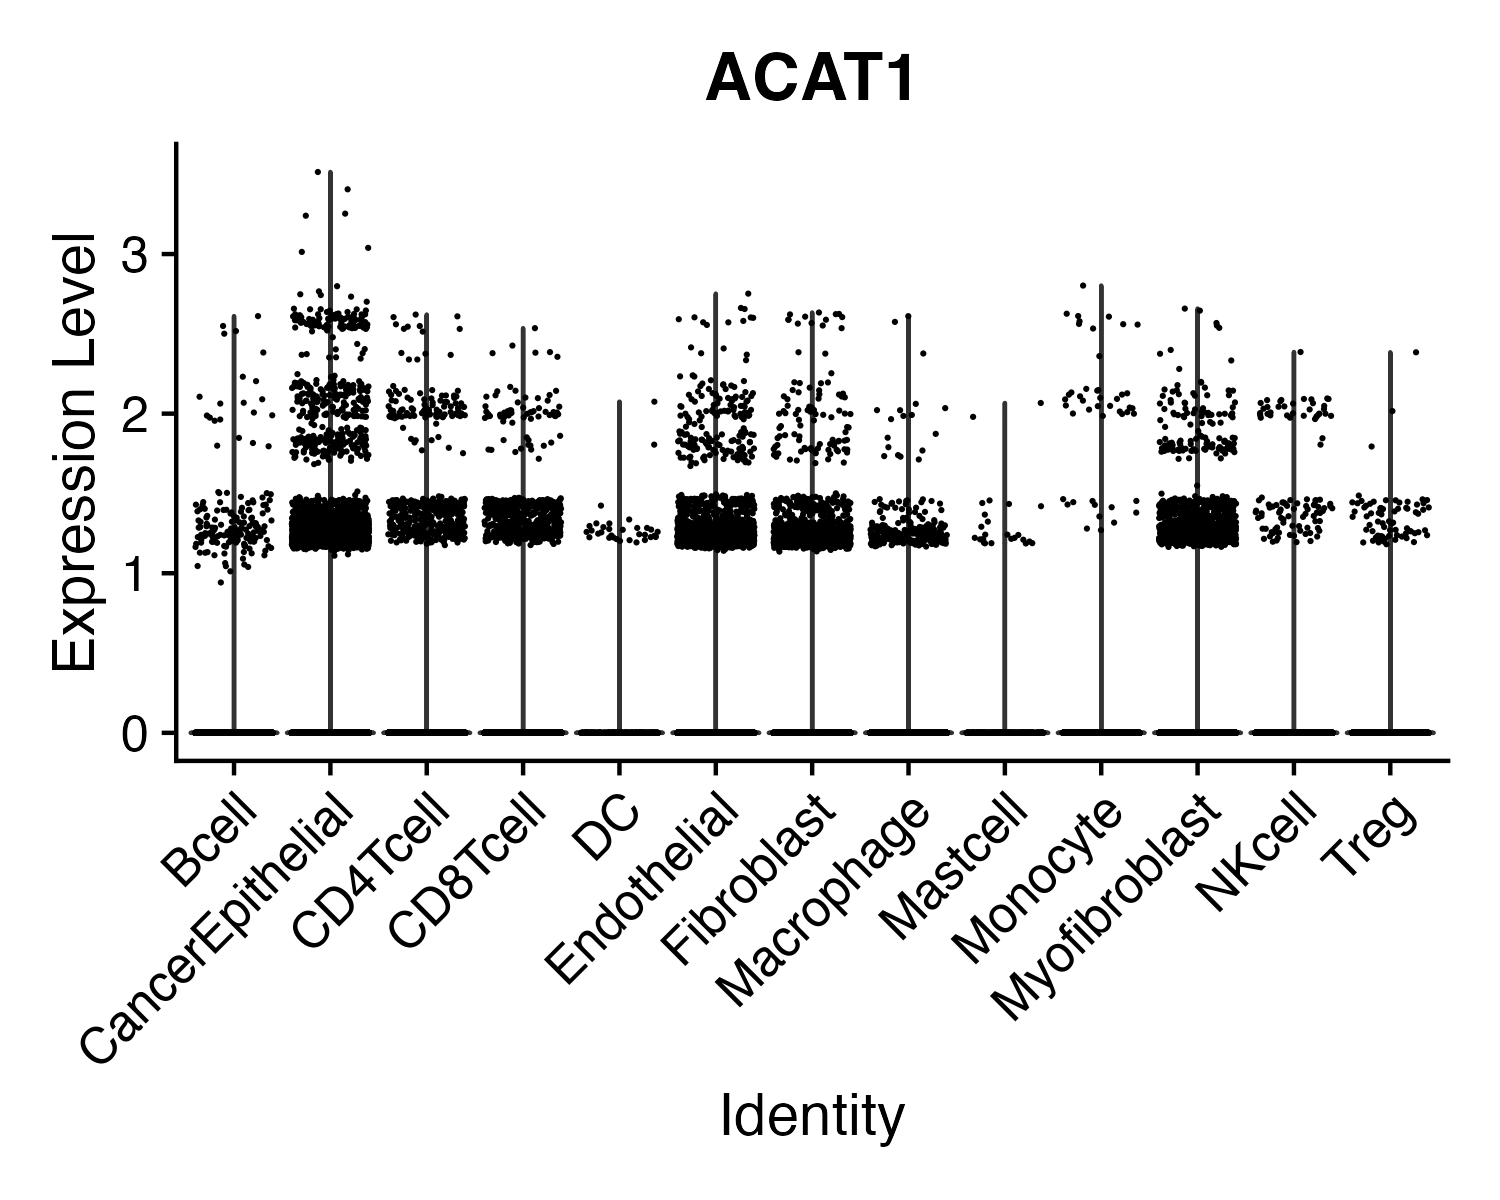 ACAT1
Expression Level
3
2
1
0
Bcell
CancerEpithelial
CD4Tcell
CD8Tcell
DC
Endothelial
Fibroblast
Macrophage
Mastcell
Monocyte
Myofibroblast
NKcell
Treg
Identity